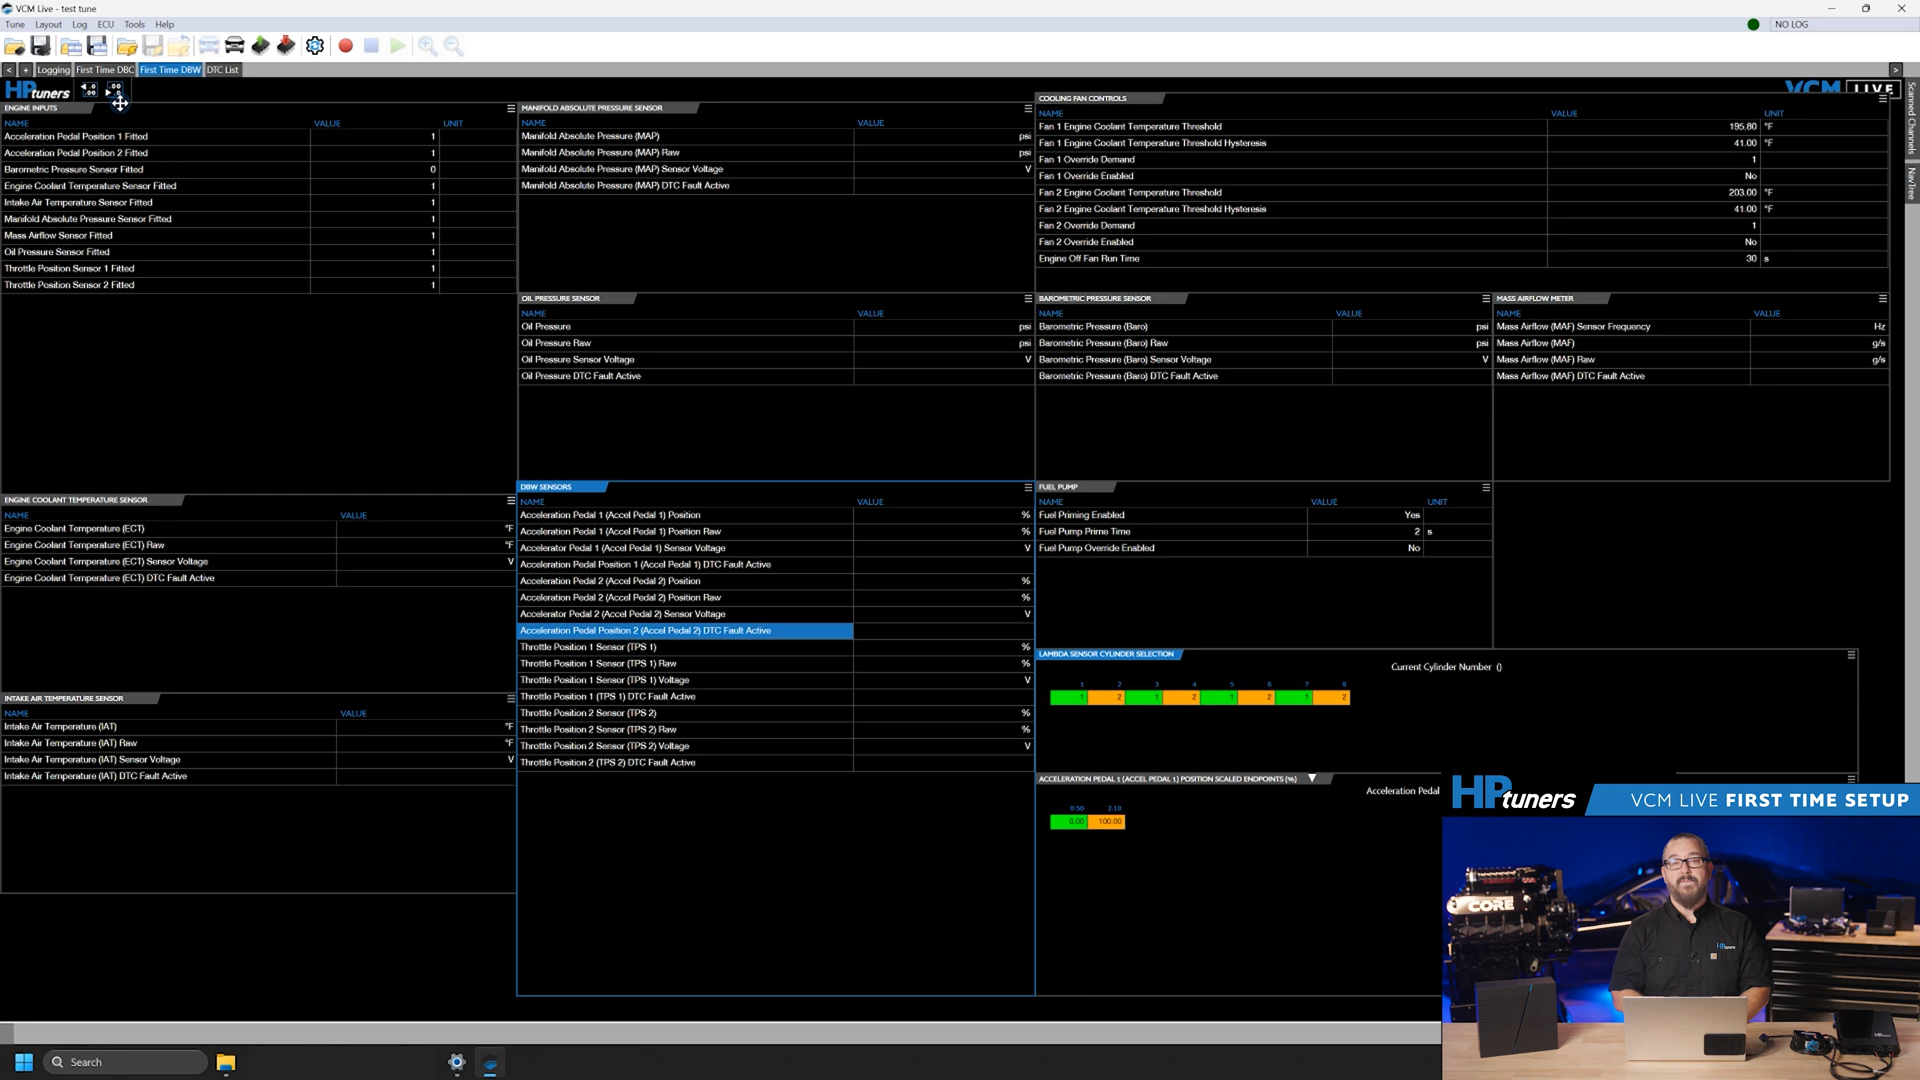 VCM Live - test tune
Tune Layout Log ECU Tools Help
NO LOG
< + Logging First Time DBC First Time DBW DTC List >
HPtuners
VCM LIVE
Scanned Channels
NavTree
ENGINE INPUTS
NAME VALUE UNIT
Acceleration Pedal Position 1 Fitted 1
Acceleration Pedal Position 2 Fitted 1
Barometric Pressure Sensor Fitted 0
Engine Coolant Temperature Sensor Fitted 1
Intake Air Temperature Sensor Fitted 1
Manifold Absolute Pressure Sensor Fitted 1
Mass Airflow Sensor Fitted 1
Oil Pressure Sensor Fitted 1
Throttle Position Sensor 1 Fitted 1
Throttle Position Sensor 2 Fitted 1
MANIFOLD ABSOLUTE PRESSURE SENSOR
NAME VALUE
Manifold Absolute Pressure (MAP) psi
Manifold Absolute Pressure (MAP) Raw psi
Manifold Absolute Pressure (MAP) Sensor Voltage V
Manifold Absolute Pressure (MAP) DTC Fault Active
COOLING FAN CONTROLS
NAME VALUE UNIT
Fan 1 Engine Coolant Temperature Threshold 195.80 °F
Fan 1 Engine Coolant Temperature Threshold Hysteresis 41.00 °F
Fan 1 Override Demand 1
Fan 1 Override Enabled No
Fan 2 Engine Coolant Temperature Threshold 203.00 °F
Fan 2 Engine Coolant Temperature Threshold Hysteresis 41.00 °F
Fan 2 Override Demand 1
Fan 2 Override Enabled No
Engine Off Fan Run Time 30 s
OIL PRESSURE SENSOR
NAME VALUE
Oil Pressure psi
Oil Pressure Raw psi
Oil Pressure Sensor Voltage V
Oil Pressure DTC Fault Active
BAROMETRIC PRESSURE SENSOR
NAME VALUE
Barometric Pressure (Baro) psi
Barometric Pressure (Baro) Raw psi
Barometric Pressure (Baro) Sensor Voltage V
Barometric Pressure (Baro) DTC Fault Active
MASS AIRFLOW METER
NAME VALUE
Mass Airflow (MAF) Sensor Frequency Hz
Mass Airflow (MAF) g/s
Mass Airflow (MAF) Raw g/s
Mass Airflow (MAF) DTC Fault Active
ENGINE COOLANT TEMPERATURE SENSOR
NAME VALUE
Engine Coolant Temperature (ECT) °F
Engine Coolant Temperature (ECT) Raw °F
Engine Coolant Temperature (ECT) Sensor Voltage V
Engine Coolant Temperature (ECT) DTC Fault Active
INTAKE AIR TEMPERATURE SENSOR
NAME VALUE
Intake Air Temperature (IAT) °F
Intake Air Temperature (IAT) Raw °F
Intake Air Temperature (IAT) Sensor Voltage V
Intake Air Temperature (IAT) DTC Fault Active
DBW SENSORS
NAME VALUE
Acceleration Pedal 1 (Accel Pedal 1) Position %
Acceleration Pedal 1 (Accel Pedal 1) Position Raw %
Accelerator Pedal 1 (Accel Pedal 1) Sensor Voltage V
Acceleration Pedal Position 1 (Accel Pedal 1) DTC Fault Active
Acceleration Pedal 2 (Accel Pedal 2) Position %
Acceleration Pedal 2 (Accel Pedal 2) Position Raw %
Accelerator Pedal 2 (Accel Pedal 2) Sensor Voltage V
Acceleration Pedal Position 2 (Accel Pedal 2) DTC Fault Active
Throttle Position 1 Sensor (TPS 1) %
Throttle Position 1 Sensor (TPS 1) Raw %
Throttle Position 1 Sensor (TPS 1) Voltage V
Throttle Position 1 (TPS 1) DTC Fault Active
Throttle Position 2 Sensor (TPS 2) %
Throttle Position 2 Sensor (TPS 2) Raw %
Throttle Position 2 Sensor (TPS 2) Voltage V
Throttle Position 2 (TPS 2) DTC Fault Active
FUEL PUMP
NAME VALUE UNIT
Fuel Priming Enabled Yes
Fuel Pump Prime Time 2 s
Fuel Pump Override Enabled No
LAMBDA SENSOR CYLINDER SELECTION
Current Cylinder Number ()
1 2 3 4 5 6 7 8
1 2 1 2 1 2 1 2
ACCELERATION PEDAL 1 (ACCEL PEDAL 1) POSITION SCALED ENDPOINTS (%)
Acceleration Pedal
0.50 2.10
0.00 100.00
HPtuners VCM LIVE FIRST TIME SETUP
CORE
Search